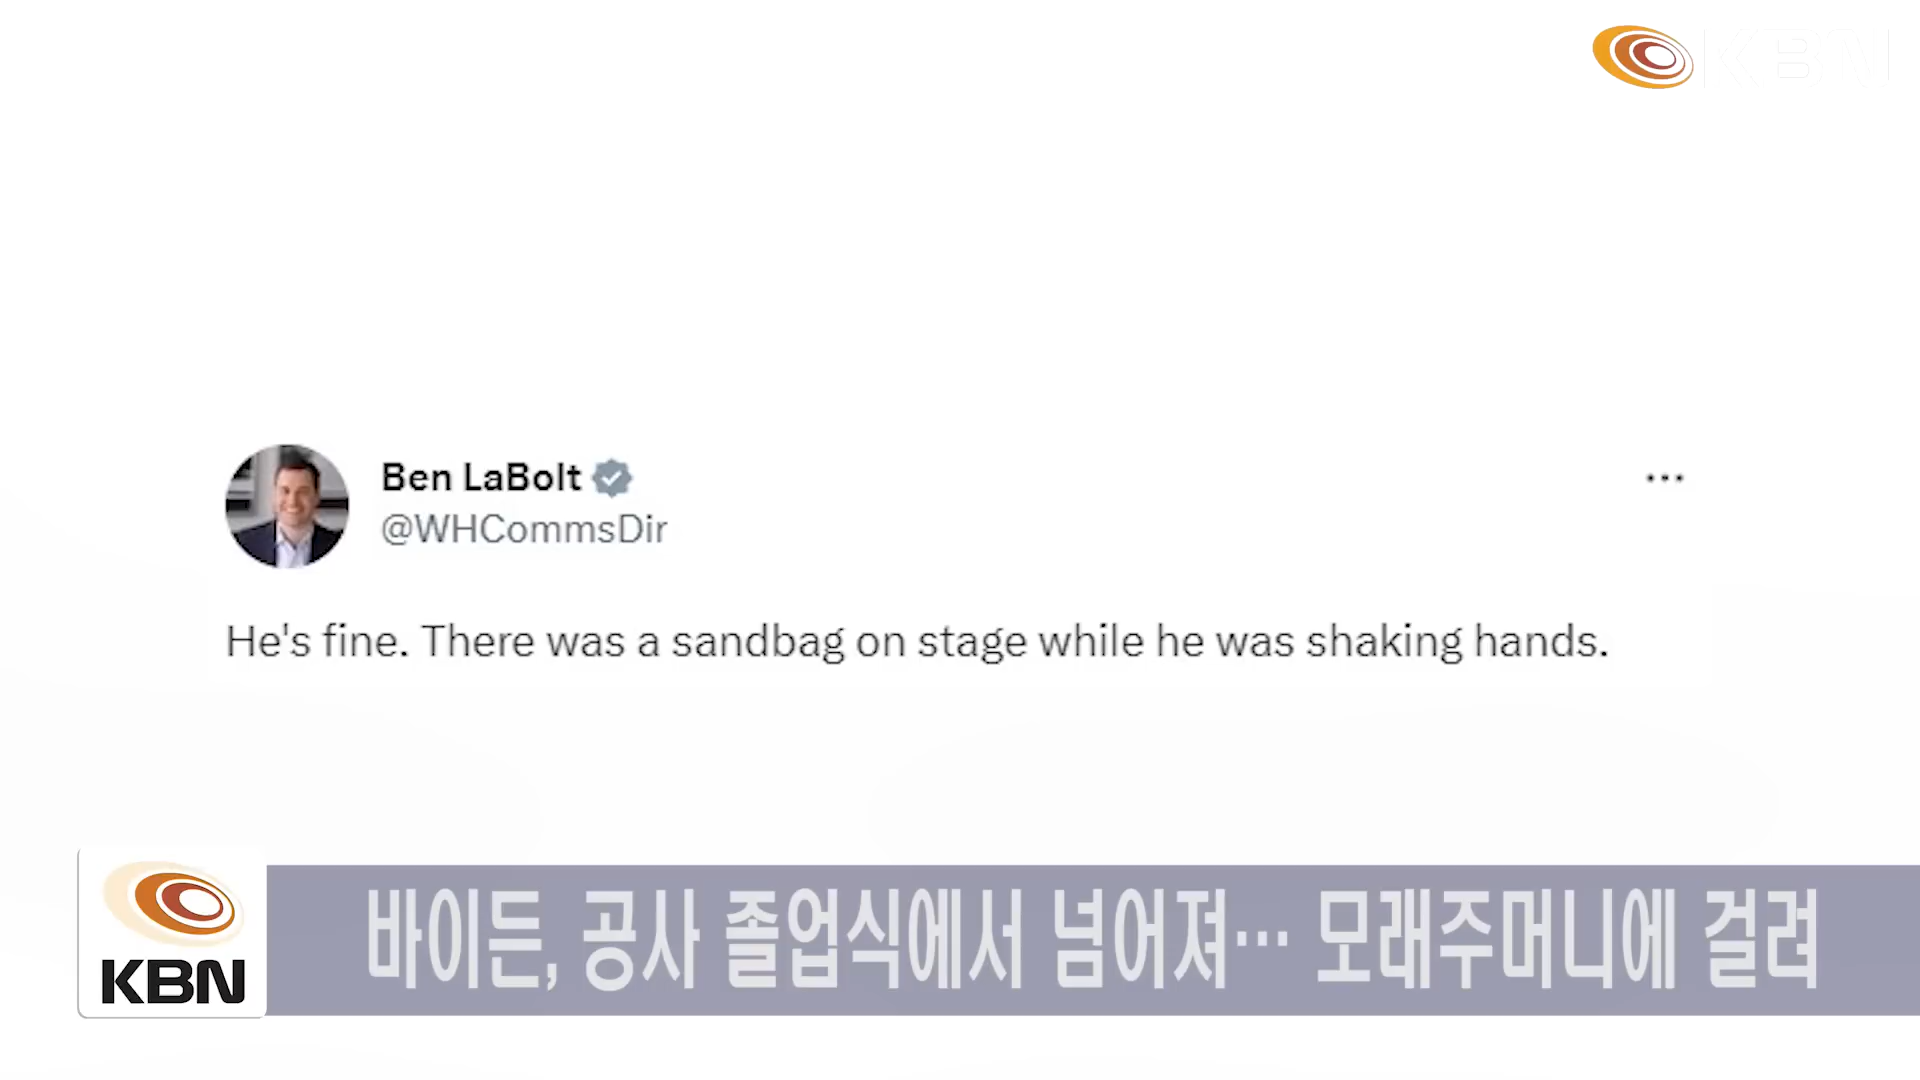 KBN
Ben LaBolt
@WHCommsDir
He's fine. There was a sandbag on stage while he was shaking hands.
바이든, 공사 졸업식에서 넘어져… 모래주머니에 걸려
KBN